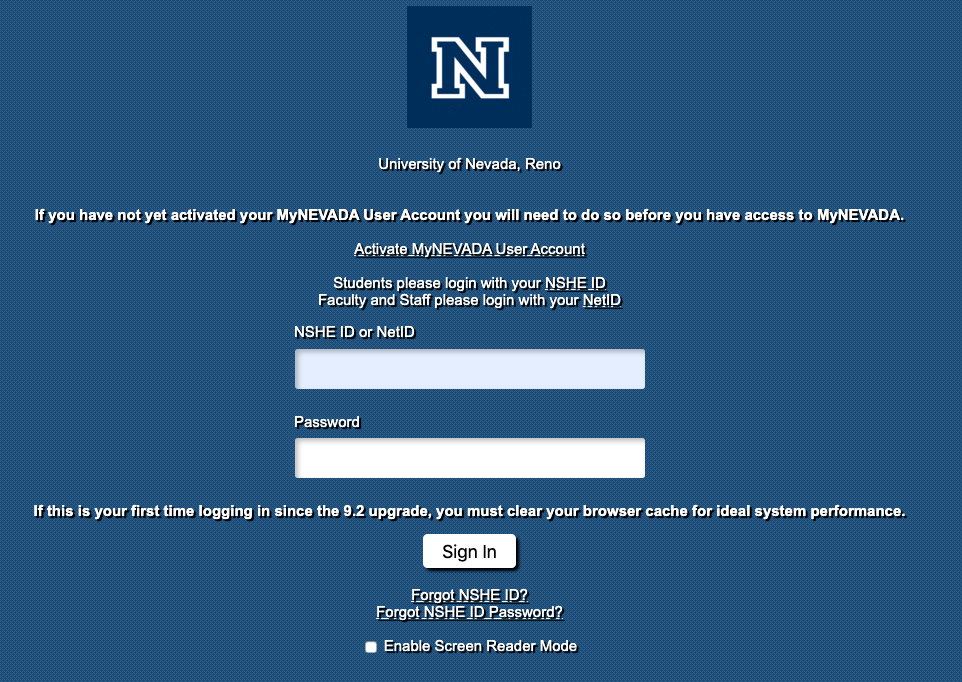 N
University of Nevada, Reno
If you have not yet activated your MyNEVADA User Account you will need to do so before you have access to MyNEVADA.
Activate MyNEVADA User Account
Students please login with your NSHE ID
Faculty and Staff please login with your NetID
NSHE ID or NetID
Password
If this is your first time logging in since the 9.2 upgrade, you must clear your browser cache for ideal system performance.
Sign In
Forgot NSHE ID?
Forgot NSHE ID Password?
Enable Screen Reader Mode